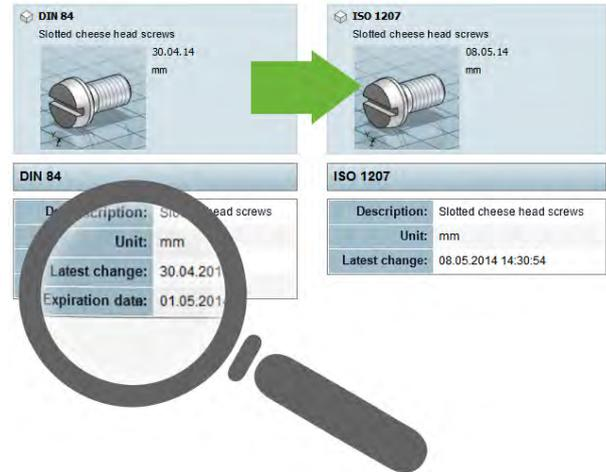 DIN 84
Slotted cheese head screws
30.04.14
mm
ISO 1207
Slotted cheese head screws
08.05.14
mm
DIN 84
head screws
Unit: mm
Latest change: 30.04.201
Expiration date: 01.05.201
ISO 1207
Description: Slotted cheese head screws
Unit: mm
Latest change: 08.05.2014 14:30:54